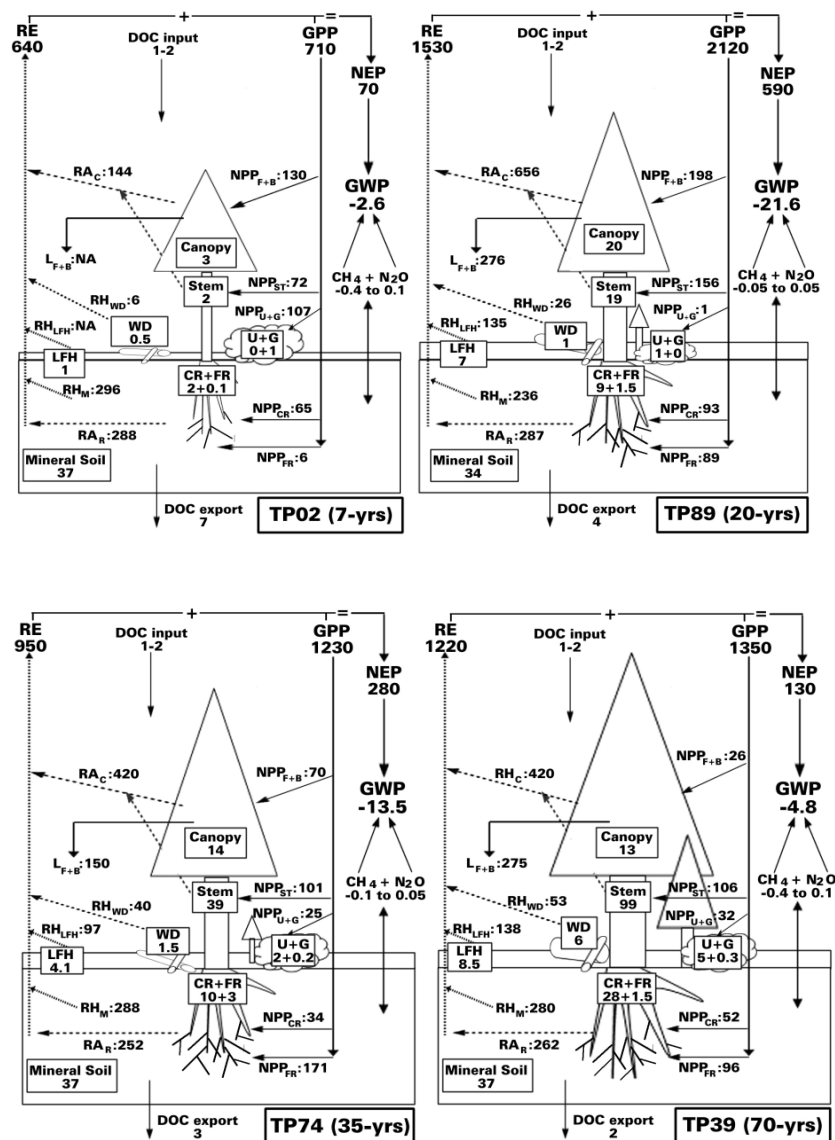 +
=
RE
640
DOC input
1-2
GPP
710
NEP
70
RA_C:144
NPP_F+B:130
GWP
-2.6
Canopy
3
L_F+B:NA
CH4 + N2O
-0.4 to 0.1
Stem
2
NPP_ST:72
RH_WD:6
NPP_U+G:107
WD
0.5
RH_LFH:NA
U+G
0+1
LFH
1
CR+FR
2+0.1
RH_M:296
NPP_CR:65
RA_R:288
NPP_FR:6
Mineral Soil
37
DOC export
7
TP02 (7-yrs)
+
=
RE
1530
DOC input
1-2
GPP
2120
NEP
590
RA_C:656
NPP_F+B:198
GWP
-21.6
Canopy
20
L_F+B:276
CH4 + N2O
-0.05 to 0.05
Stem
19
NPP_ST:156
RH_WD:26
NPP_U-G:1
WD
1
RH_LFH:135
U+G
1+0
LFH
7
CR+FR
9+1.5
RH_M:236
NPP_CR:93
RA_R:287
NPP_FR:89
Mineral Soil
34
DOC export
4
TP89 (20-yrs)
+
=
RE
950
DOC input
1-2
GPP
1230
NEP
280
RA_C:420
NPP_F+B:70
GWP
-13.5
Canopy
14
L_F+B:150
CH4 + N2O
-0.1 to 0.05
Stem
39
NPP_ST:101
RH_WD:40
NPP_U+G:25
WD
1.5
RH_LFH:97
U+G
2+0.2
LFH
4.1
CR+FR
10+3
RH_M:288
NPP_CR:34
RA_R:252
NPP_FR:171
Mineral Soil
37
DOC export
3
TP74 (35-yrs)
+
=
RE
1220
DOC input
1-2
GPP
1350
NEP
130
RH_C:420
NPP_F+B:26
GWP
-4.8
Canopy
13
L_F+B:275
CH4 + N2O
-0.4 to 0.1
Stem
99
NPP_ST:106
RH_WD:53
NPP_U+G:32
WD
6
RH_LFH:138
U+G
5+0.3
LFH
8.5
CR+FR
28+1.5
RH_M:280
NPP_CR:52
RA_R:262
NPP_FR:96
Mineral Soil
37
DOC export
2
TP39 (70-yrs)